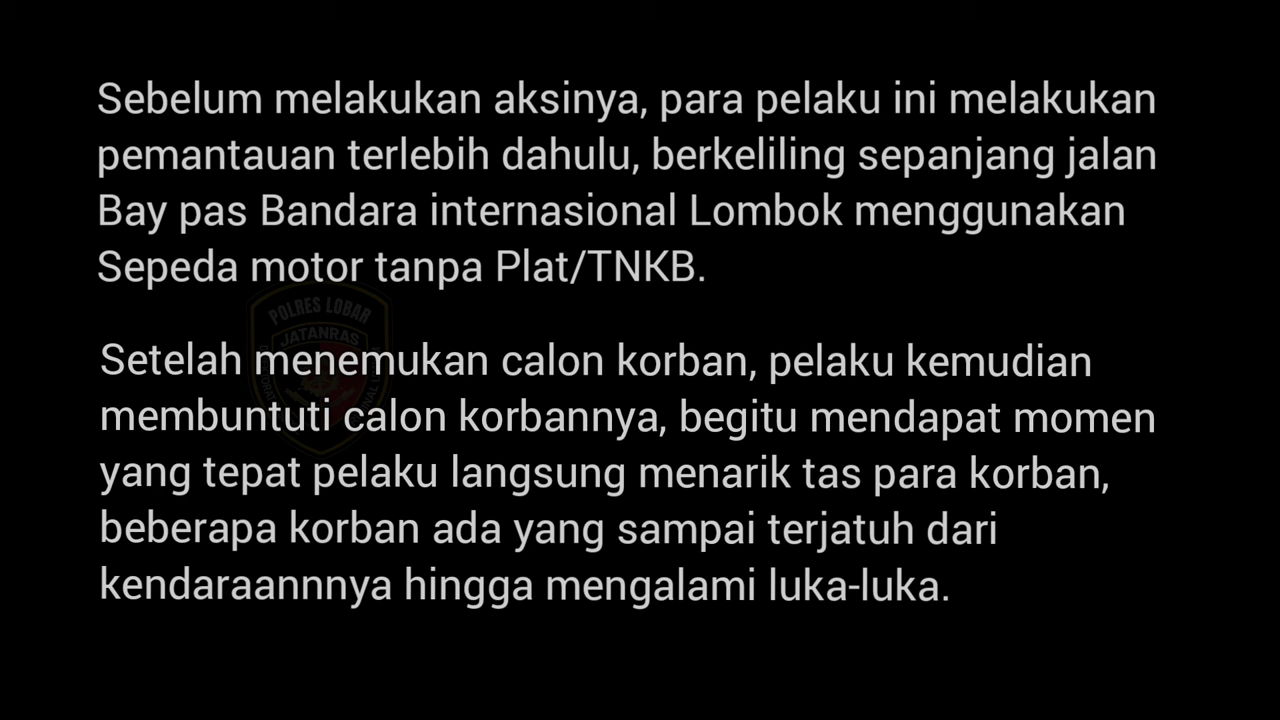 Sebelum melakukan aksinya, para pelaku ini melakukan
pemantauan terlebih dahulu, berkeliling sepanjang jalan
Bay pas Bandara internasional Lombok menggunakan
Sepeda motor tanpa Plat/TNKB.
POLRES LOBAR
JATANRAS
Setelah menemukan calon korban, pelaku kemudian
membuntuti calon korbannya, begitu mendapat momen
yang tepat pelaku langsung menarik tas para korban,
beberapa korban ada yang sampai terjatuh dari
kendaraannnya hingga mengalami luka-luka.